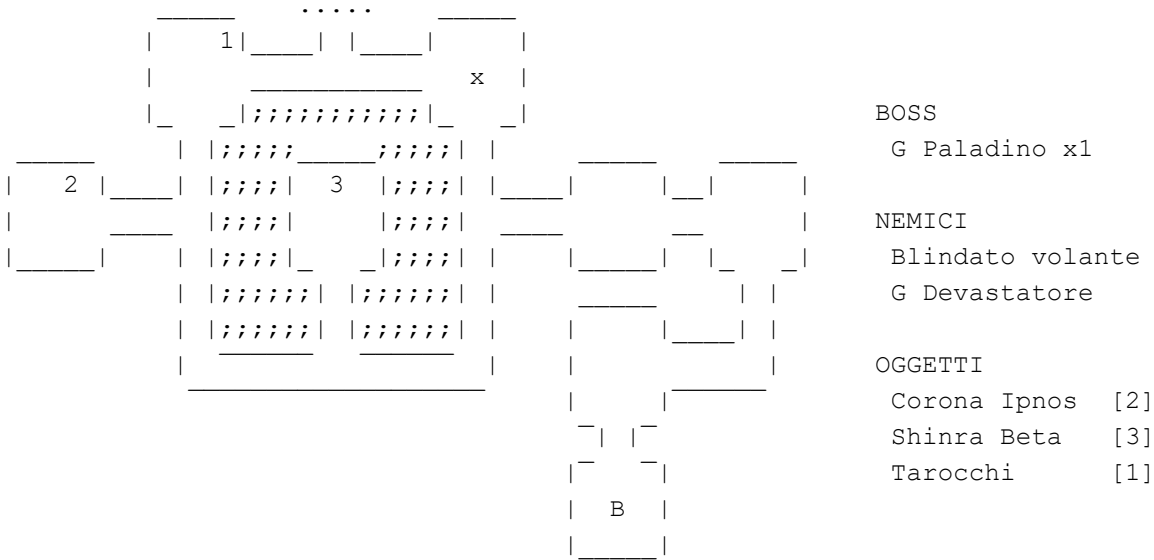 1
x
BOSS
G Paladino x1
2
3
NEMICI
Blindato volante
G Devastatore
OGGETTI
Corona Ipnos [2]
Shinra Beta [3]
Tarocchi [1]
B